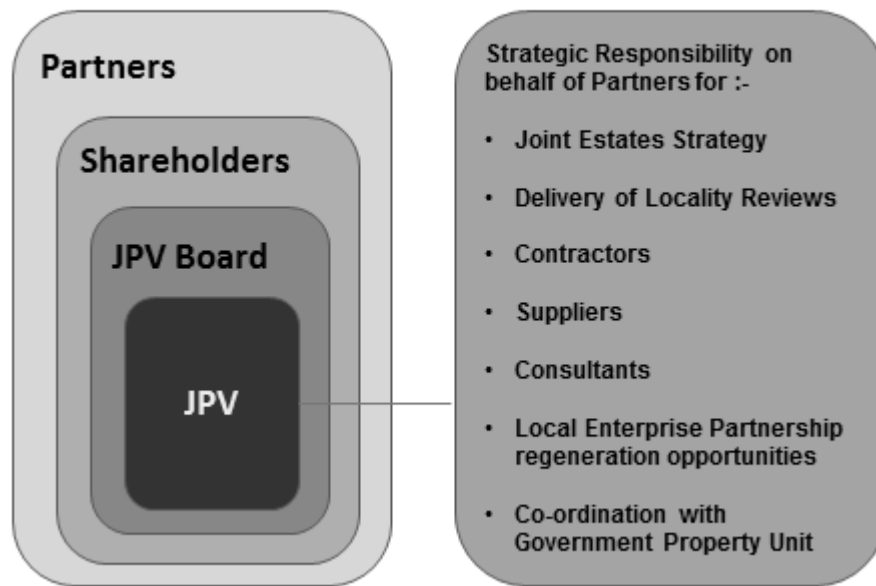 Partners
Shareholders
JPV Board
JPV
Strategic Responsibility on
behalf of Partners for :-
• Joint Estates Strategy
• Delivery of Locality Reviews
• Contractors
• Suppliers
• Consultants
• Local Enterprise Partnership
regeneration opportunities
• Co-ordination with
Government Property Unit